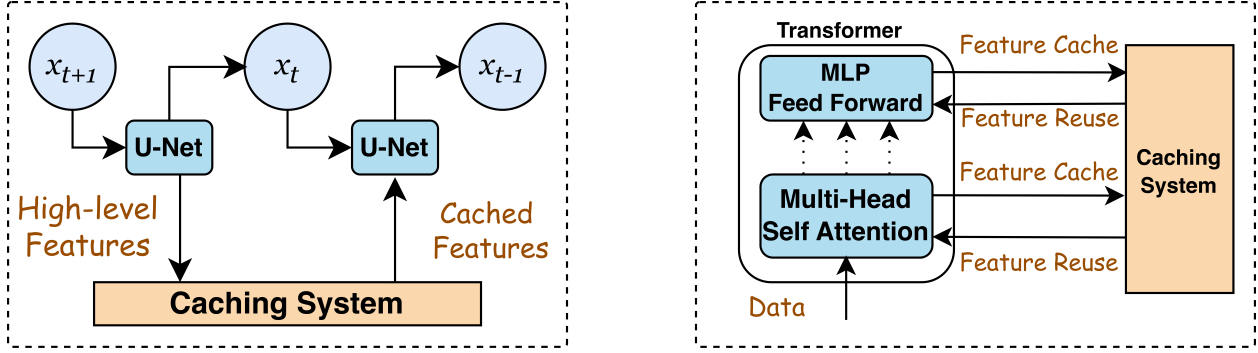 x_{t+1}
x_t
x_{t-1}
U-Net
U-Net
High-level
Features
Cached
Features
Caching System
Transformer
MLP
Feed Forward
Multi-Head
Self Attention
Data
Feature Cache
Feature Reuse
Feature Cache
Feature Reuse
Caching
System